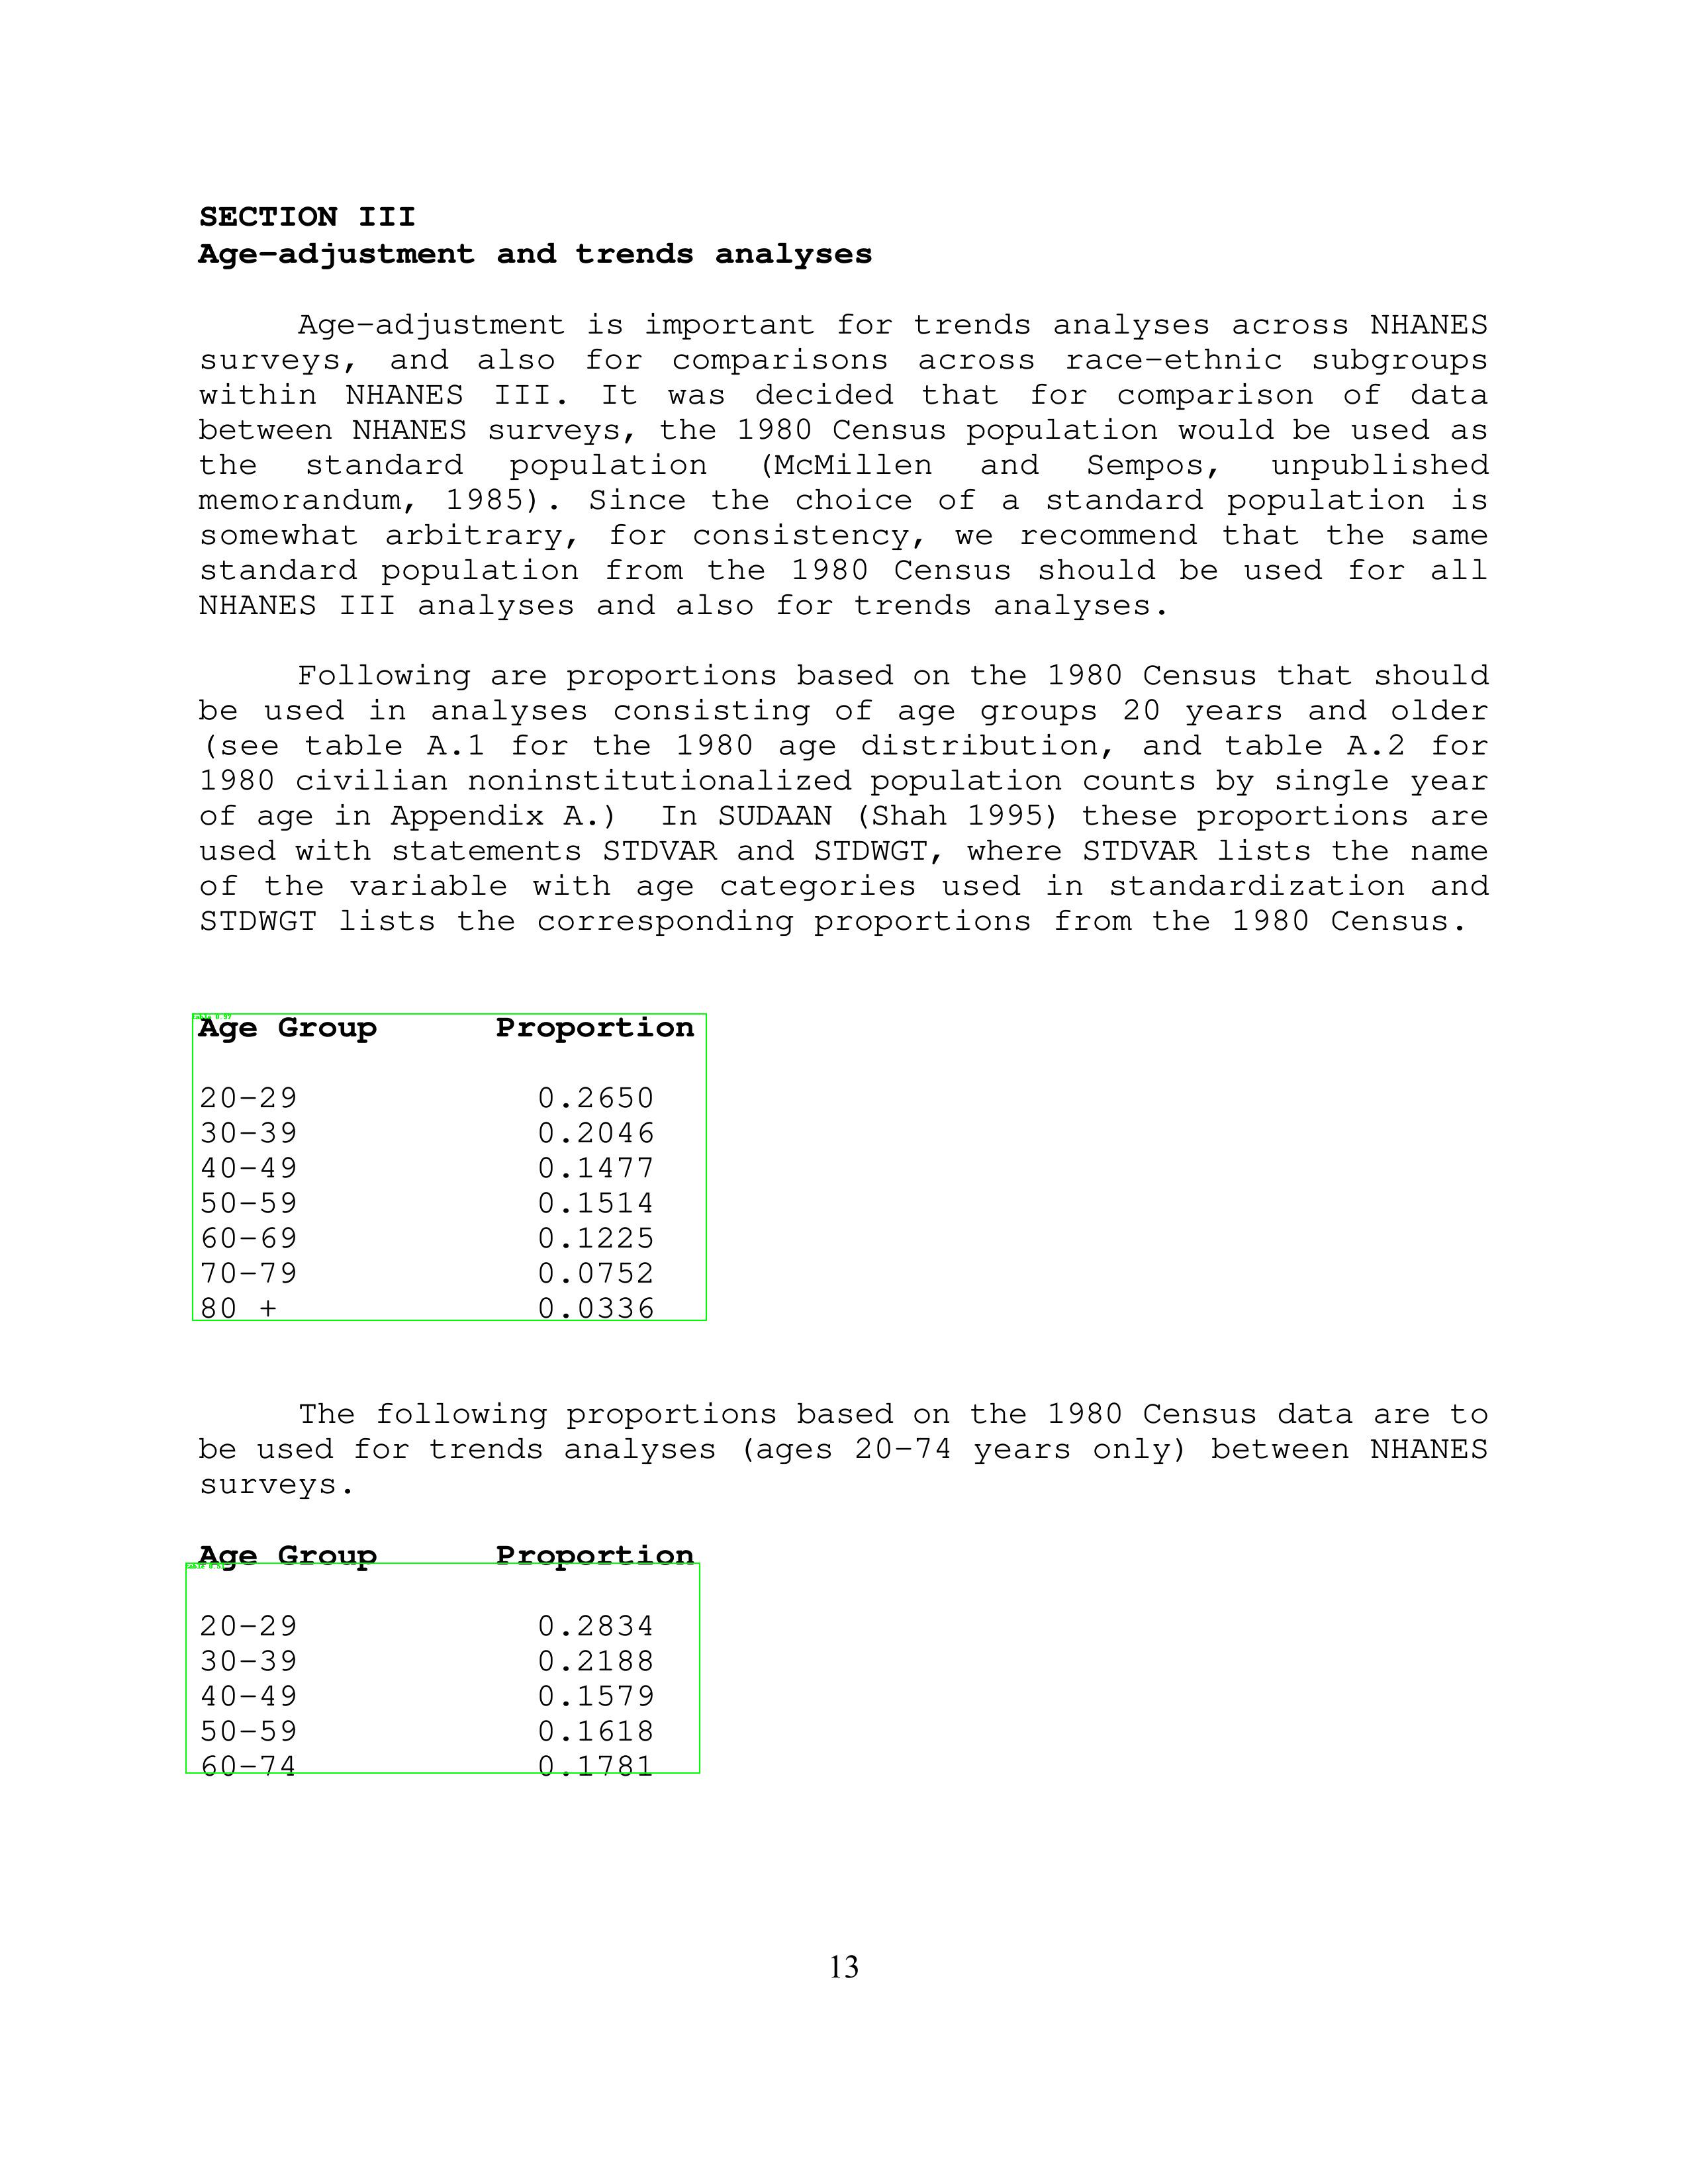 SECTION III
Age-adjustment and trends analyses
Age-adjustment is important for trends analyses across NHANES
surveys, and also for comparisons across race-ethnic subgroups
within NHANES III. It was decided that for comparison of data
between NHANES surveys, the 1980 Census population would be used as
the standard population (McMillen and Sempos, unpublished
memorandum, 1985). Since the choice of a standard population is
somewhat arbitrary, for consistency, we recommend that the same
standard population from the 1980 Census should be used for all
NHANES III analyses and also for trends analyses.
Following are proportions based on the 1980 Census that should
be used in analyses consisting of age groups 20 years and older
(see table A.1 for the 1980 age distribution, and table A.2 for
1980 civilian noninstitutionalized population counts by single year
of age in Appendix A.) In SUDAAN (Shah 1995) these proportions are
used with statements STDVAR and STDWGT, where STDVAR lists the name
of the variable with age categories used in standardization and
STDWGT lists the corresponding proportions from the 1980 Census.
Age Group Proportion
20-29 0.2650
30-39 0.2046
40-49 0.1477
50-59 0.1514
60-69 0.1225
70-79 0.0752
80 + 0.0336
The following proportions based on the 1980 Census data are to
be used for trends analyses (ages 20-74 years only) between NHANES
surveys.
Age Group Proportion
20-29 0.2834
30-39 0.2188
40-49 0.1579
50-59 0.1618
60-74 0.1781
13